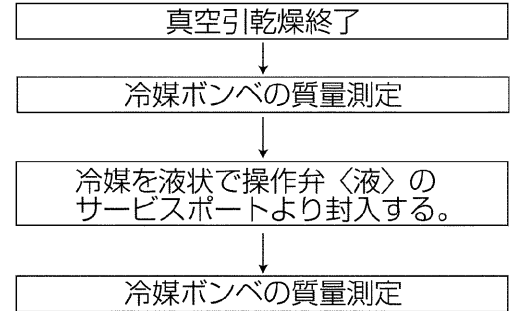 真空引乾燥終了
冷媒ボンベの質量測定
冷媒を液状で操作弁〈液〉の
サービスポートより封入する。
冷媒ボンベの質量測定